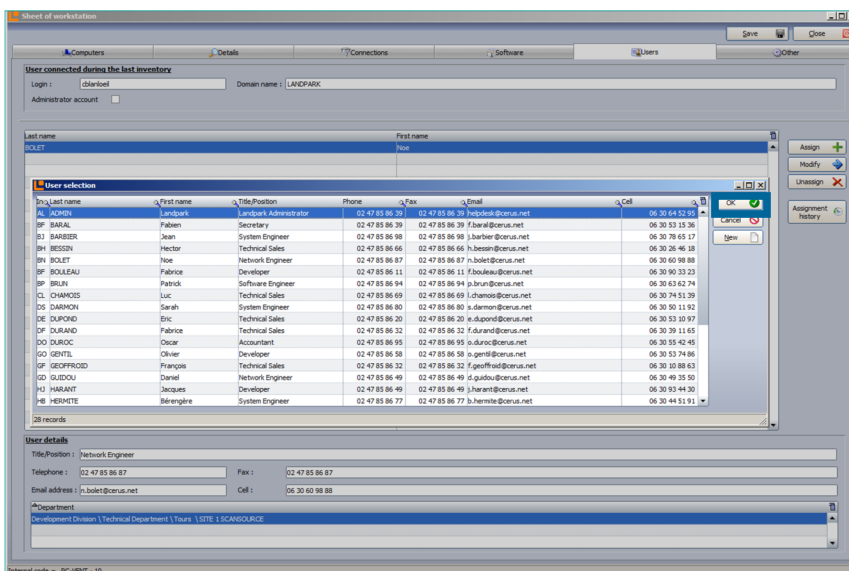 Sheet of workstation
Save Close
Computers Details Connections Software Users Other
User connected during the last inventory
Login : cblanloeil Domain name : LANDPARK
Administrator account
Last name First name
BOLET Noe
Assign
Modify
Unassign
Assignment history
User selection
Last name First name Title/Position Phone Fax Email Cell
AL ADMIN Landpark Landpark Administrator 02 47 85 86 39 02 47 85 86 39 helpdesk@cerus.net 06 30 64 52 95
BF BARAL Fabien Secretary 02 47 85 86 39 02 47 85 86 39 f.baral@cerus.net 06 30 53 15 36
BJ BARBIER Jean System Engineer 02 47 85 86 98 02 47 85 86 98 j.barbier@cerus.net 06 30 78 65 17
BH BESSIN Hector Technical Sales 02 47 85 86 66 02 47 85 86 66 h.bessin@cerus.net 06 30 26 46 18
BN BOLET Noe Network Engineer 02 47 85 86 87 02 47 85 86 87 n.bolet@cerus.net 06 30 60 98 88
BF BOULEAU Fabrice Developer 02 47 85 86 11 02 47 85 86 11 f.bouleau@cerus.net 06 30 90 33 23
BP BRUN Patrick Software Engineer 02 47 85 86 94 02 47 85 86 94 p.brun@cerus.net 06 30 63 62 74
CL CHAMOIS Luc Technical Sales 02 47 85 86 69 02 47 85 86 69 l.chamois@cerus.net 06 30 74 51 39
DS DARMON Sarah System Engineer 02 47 85 86 80 02 47 85 86 80 s.darmon@cerus.net 06 30 50 11 92
DE DUPOND Eric Technical Sales 02 47 85 86 20 02 47 85 86 20 e.dupond@cerus.net 06 30 53 10 97
DF DURAND Fabrice Technical Sales 02 47 85 86 32 02 47 85 86 32 f.durand@cerus.net 06 30 39 11 65
DO DUROC Oscar Accountant 02 47 85 86 95 02 47 85 86 95 o.duroc@cerus.net 06 30 55 42 45
GO GENTIL Olivier Developer 02 47 85 86 58 02 47 85 86 58 o.gentil@cerus.net 06 30 53 74 86
GF GEOFFROID François Technical Sales 02 47 85 86 32 02 47 85 86 32 f.geoffroid@cerus.net 06 30 10 88 63
GD GUIDOU Daniel Network Engineer 02 47 85 86 49 02 47 85 86 49 d.guidou@cerus.net 06 30 49 35 50
HJ HARANT Jacques Developer 02 47 85 86 49 02 47 85 86 49 j.harant@cerus.net 06 30 93 44 30
HB HERMITE Bérengère System Engineer 02 47 85 86 77 02 47 85 86 77 b.hermite@cerus.net 06 30 44 51 91
28 records
OK
Cancel
New
User details
Title/Position : Network Engineer
Telephone : 02 47 85 86 87 Fax : 02 47 85 86 87
Email address : n.bolet@cerus.net Cell : 06 30 60 98 88
Department
Development Division \ Technical Department \ Tours \ SITE 1 SCANSOURCE